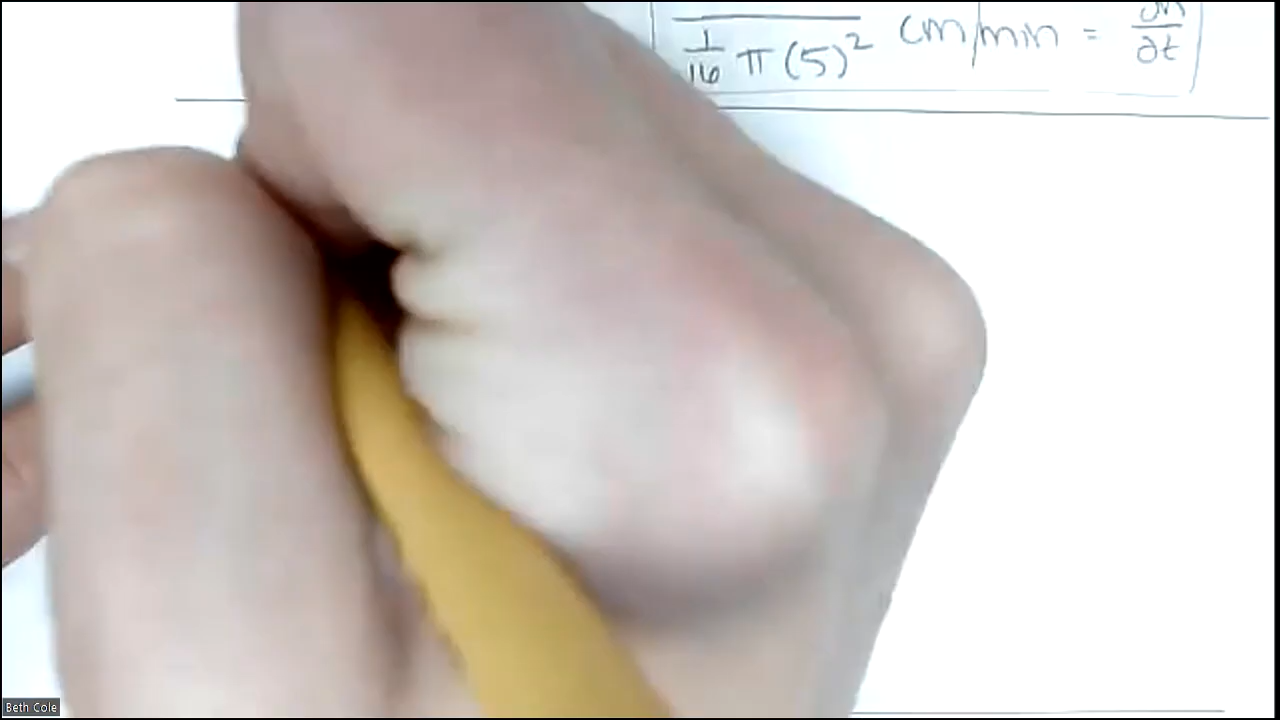 1/16 π (5)² cm/min =
∂t
Beth Cole